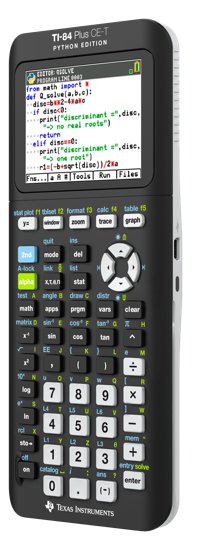 TI-84 Plus CE-T
PYTHON EDITION
EDITOR: QSOLVE
PROGRAM LINE 0003
from math import *
def Q_solve(a,b,c):
disc=b**2-4*a*c
if disc<0:
print("discriminant =",disc,
"-> no real roots")
return
elif disc==0:
print("discriminant =",disc,
"-> one root")
r1=(-b+sqrt(disc))/2*a
Fns… a A # Tools Run Files
stat plot f1 tblset f2 format f3 calc f4 table f5
y= window zoom trace graph
quit ins
2nd mode del
A-lock link list
alpha X,T,θ,n stat
test A angle B draw C distr
math apps prgm vars clear
matrix D sin⁻¹ E cos⁻¹ F tan⁻¹ G π H
x⁻¹ sin cos tan ^
√ I EE J { K } L e M
x² , ( ) ÷
10ˣ N u O v P w Q [ R
log 7 8 9 ×
eˣ S L4 T L5 U L6 V ] W
ln 4 5 6 −
rcl X L1 Y L2 Z L3 θ mem "
sto→ 1 2 3 +
off catalog i : ans ? entry solve
on 0 . (-) enter
TEXAS INSTRUMENTS